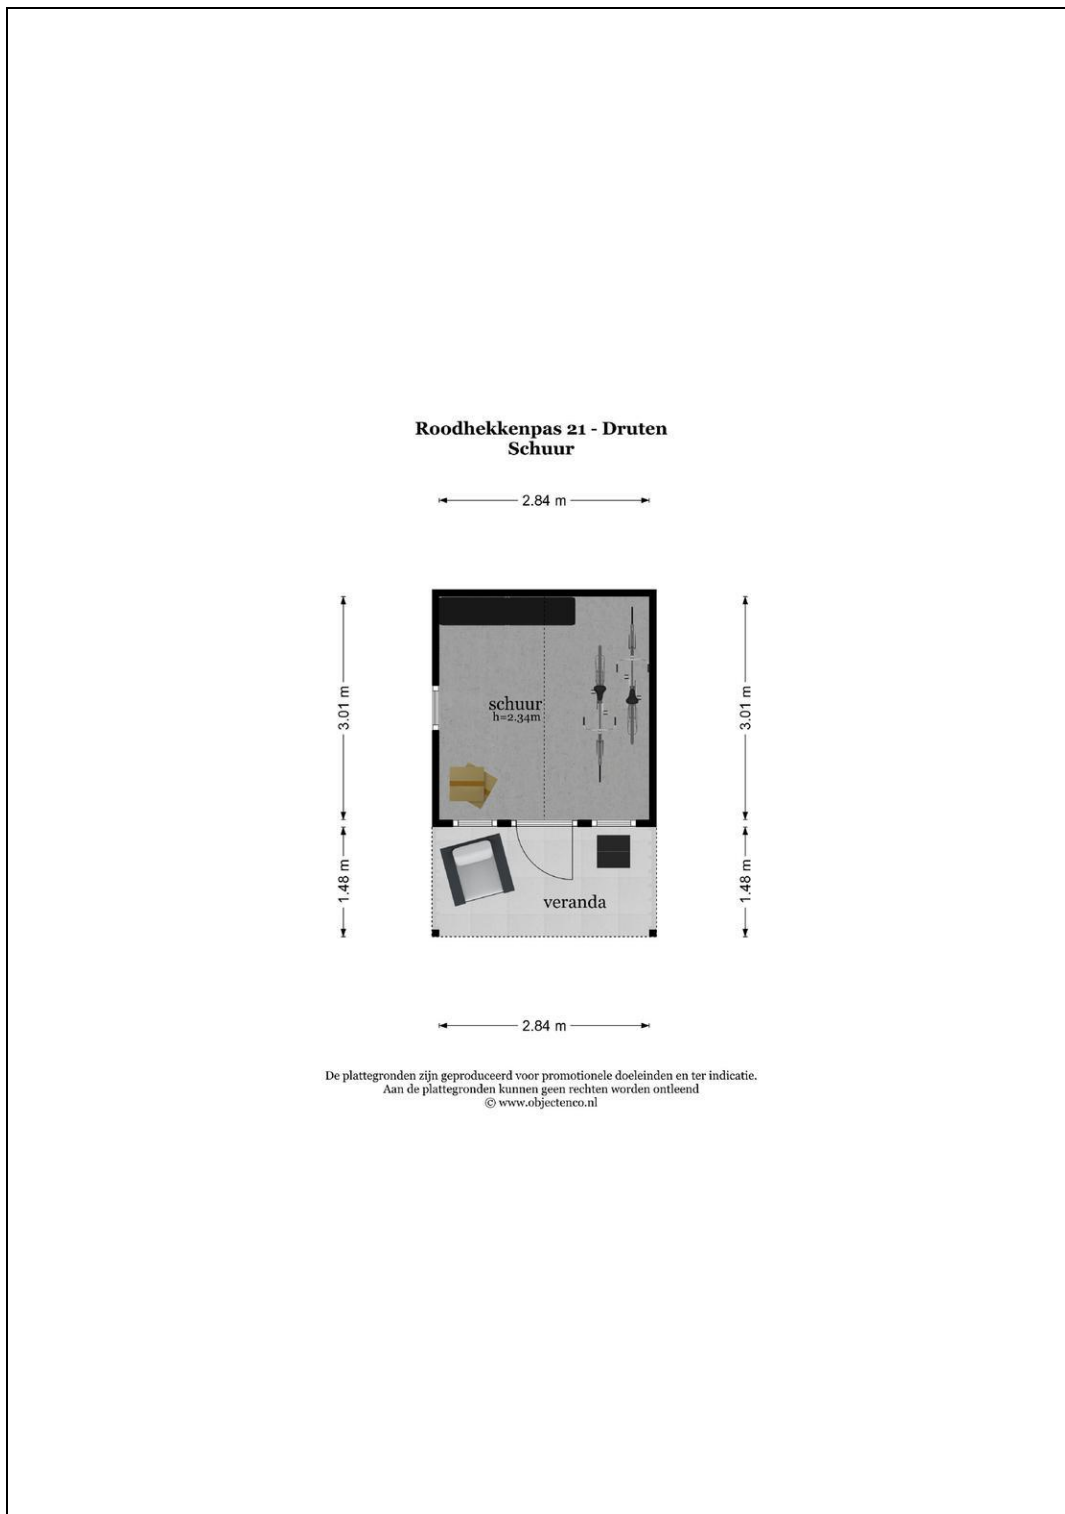 Roodhekkenpas 21 - Druten
Schuur
2.84 m
3.01 m
3.01 m
schuur
h=2.34m
1.48 m
1.48 m
veranda
2.84 m
De plattegronden zijn geproduceerd voor promotionele doeleinden en ter indicatie.
Aan de plattegronden kunnen geen rechten worden ontleend
© www.objectenco.nl